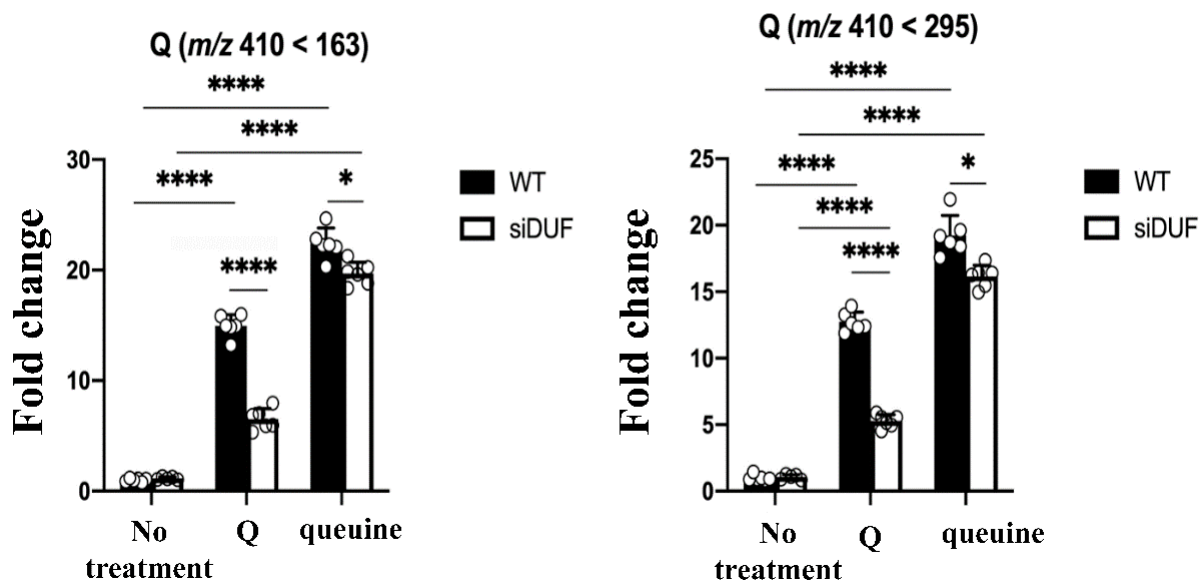 Q (m/z 410 < 163)
****
****
****
*
****
30
20
10
0
Fold change
WT
siDUF
No treatment
Q
queuine
Q (m/z 410 < 295)
****
****
****
*
****
****
25
20
15
10
5
0
Fold change
WT
siDUF
No treatment
Q
queuine